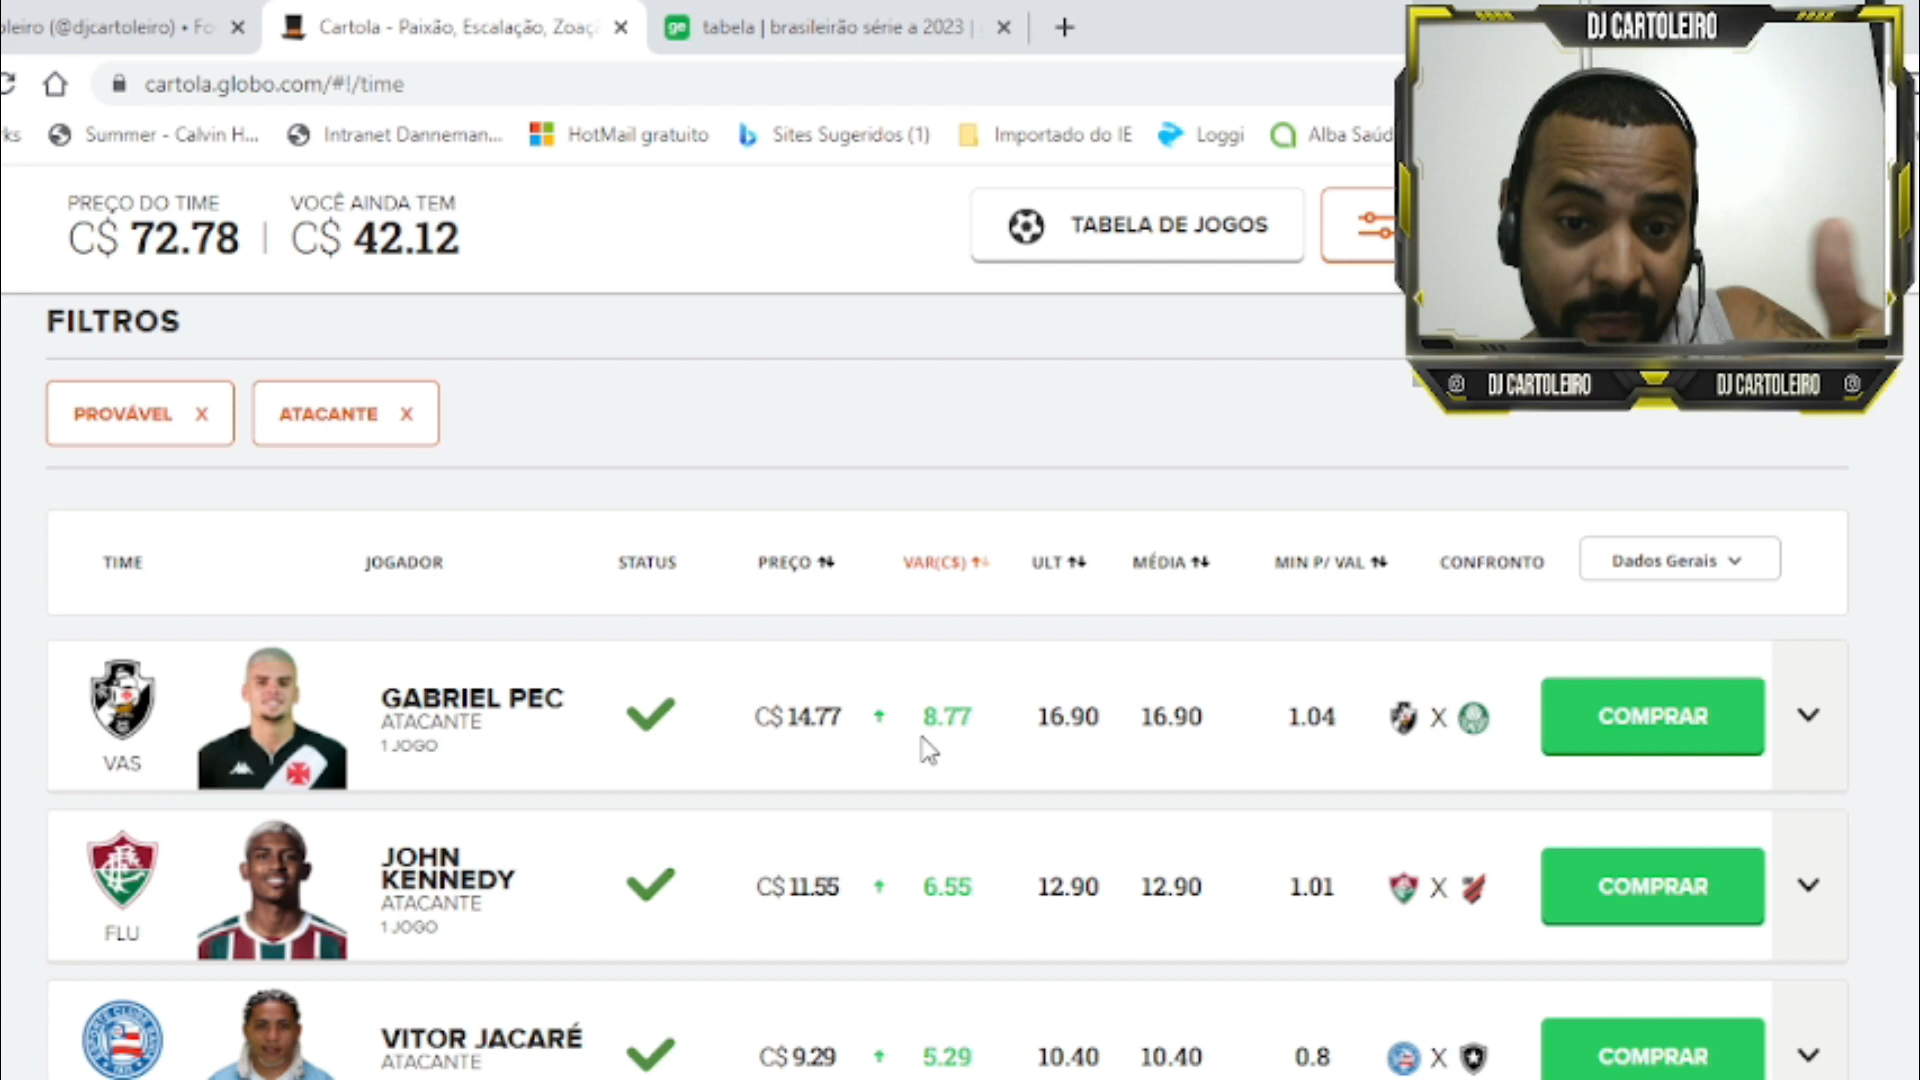 oleiro (@djcartoleiro) • Fo
Cartola - Paixão, Escalação, Zoaçã
ge
tabela | brasileirão série a 2023 |
cartola.globo.com/#!/time
ks
Summer - Calvin H...
Intranet Danneman...
HotMail gratuito
Sites Sugeridos (1)
Importado do IE
Loggi
Alba Saúd
DJ CARTOLEIRO
DJ CARTOLEIRO
DJ CARTOLEIRO
PREÇO DO TIME
C$ 72.78
VOCÊ AINDA TEM
C$ 42.12
TABELA DE JOGOS
FILTROS
PROVÁVEL X
ATACANTE X
TIME
JOGADOR
STATUS
PREÇO
VAR(C$)
ULT
MÉDIA
MIN P/ VAL
CONFRONTO
Dados Gerais
VAS
GABRIEL PEC
ATACANTE
1 JOGO
C$ 14.77
8.77
16.90
16.90
1.04
X
COMPRAR
FLU
JOHN
KENNEDY
ATACANTE
1 JOGO
C$ 11.55
6.55
12.90
12.90
1.01
X
COMPRAR
VITOR JACARÉ
ATACANTE
C$ 9.29
5.29
10.40
10.40
0.8
X
COMPRAR